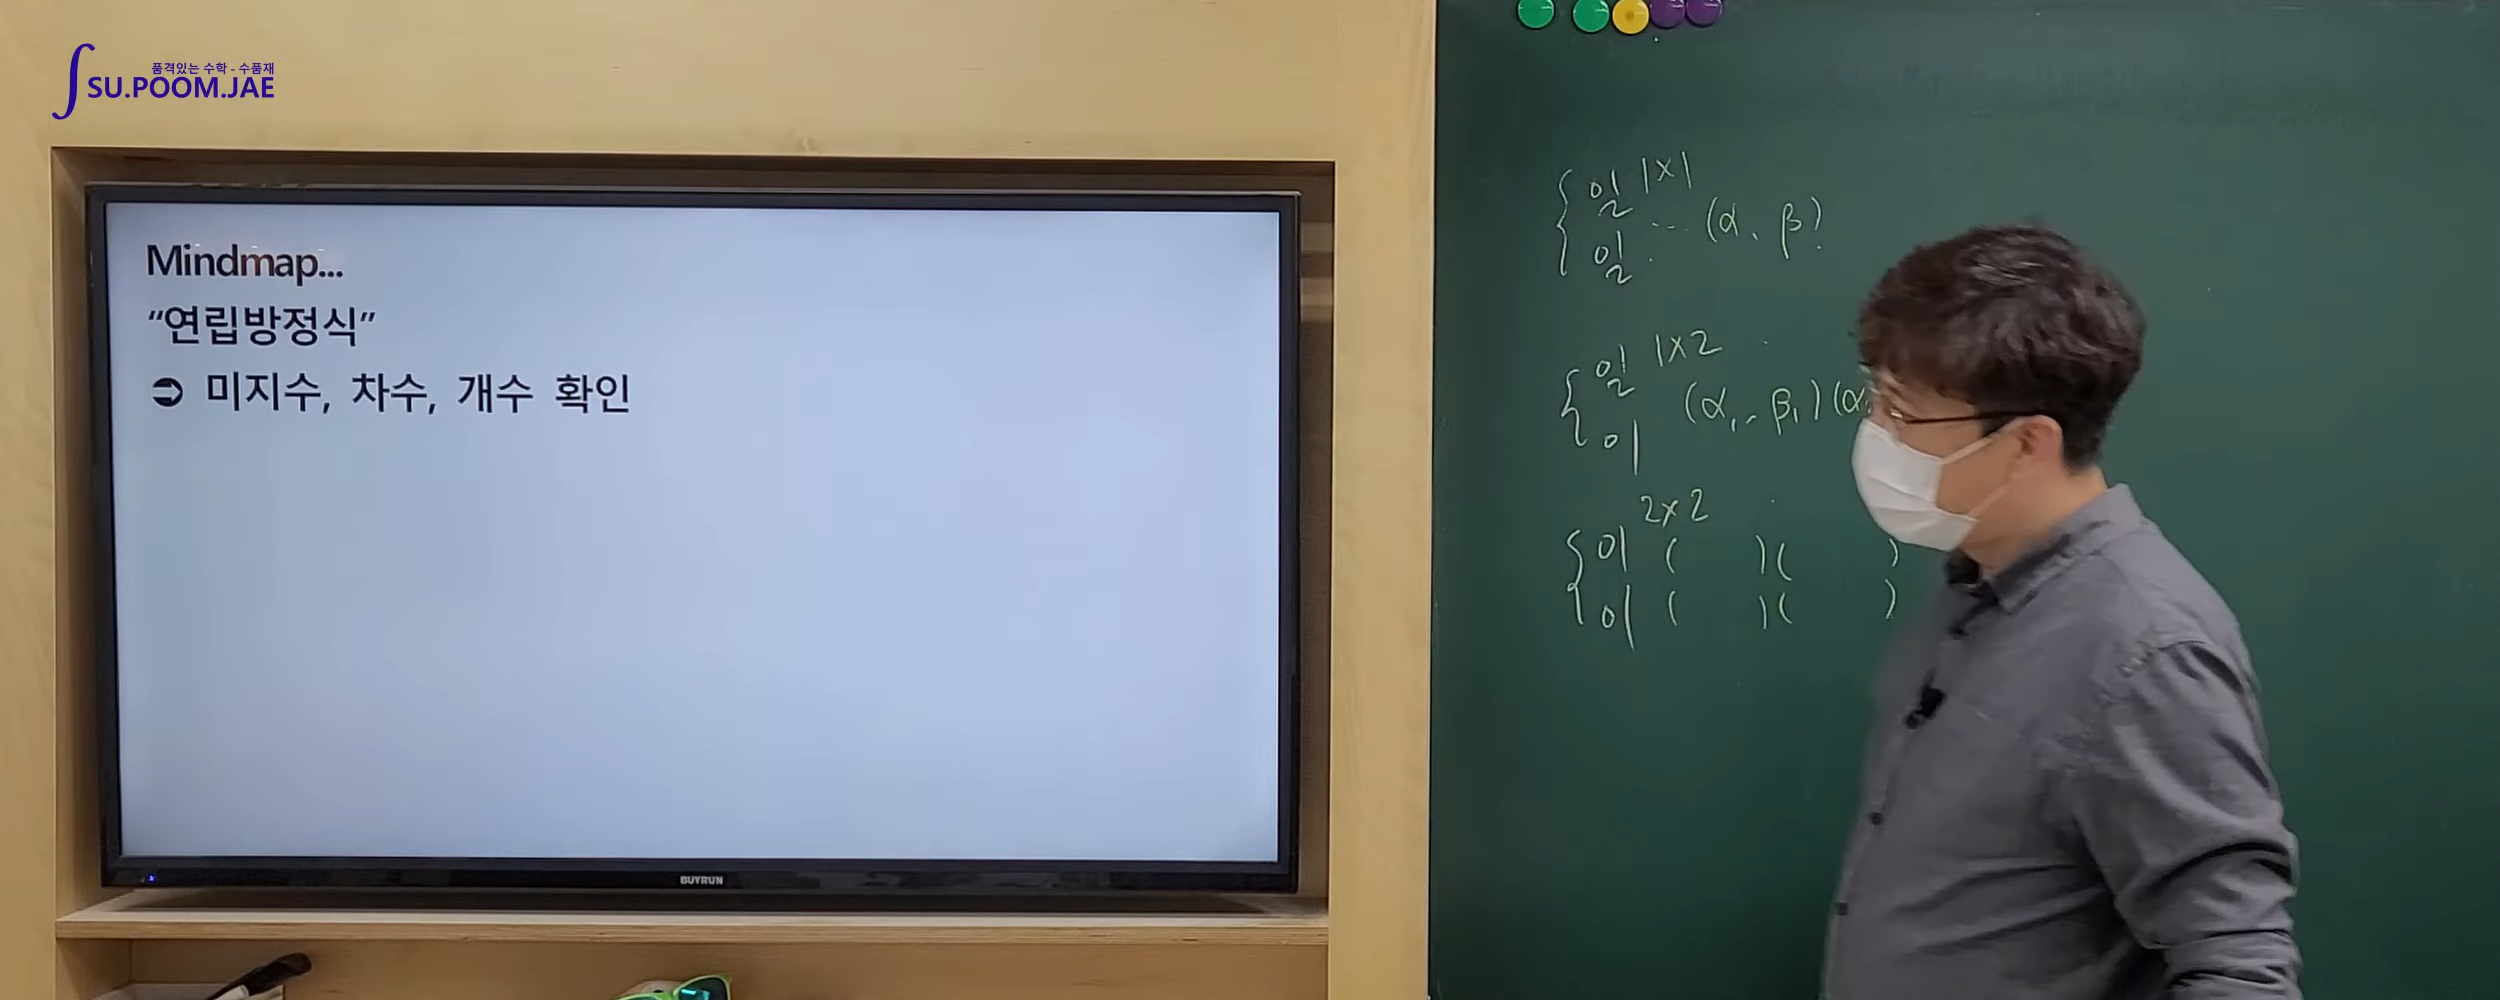 품격있는 수학 - 수품재
SU.POOM.JAE
Mindmap...
“연립방정식”
➲ 미지수, 차수, 개수 확인
BUYRUN
일 1×1
일 (α, β)
일 1×2
이 (α₁, β₁)(α
2×2
이 ( )( )
이 ( )( )